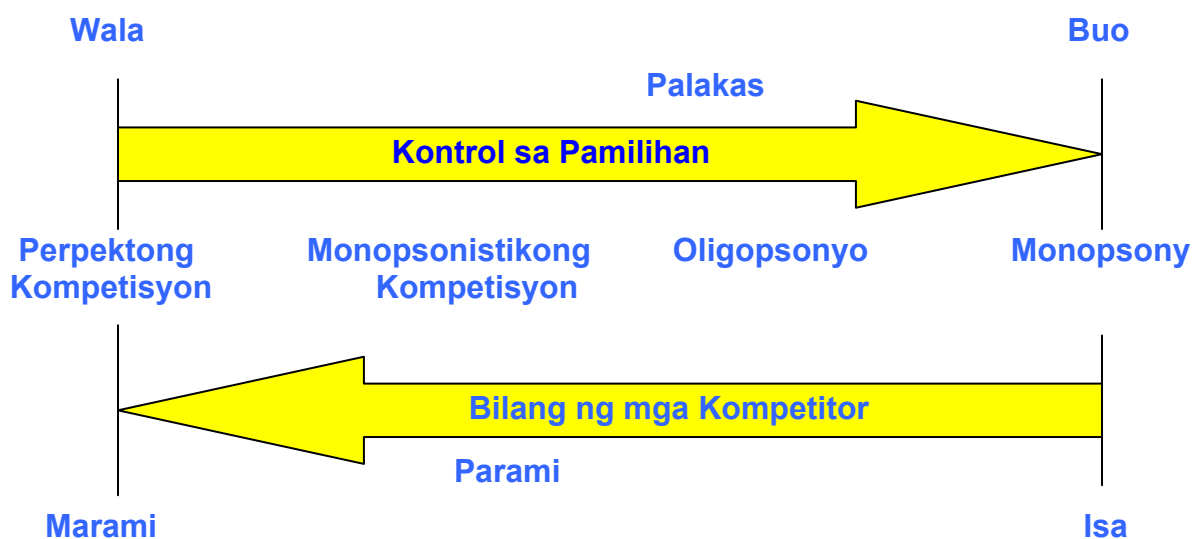 Wala
Buo
Palakas
Kontrol sa Pamilihan
Perpektong
Kompetisyon
Monopsonistikong
Kompetisyon
Oligopsonyo
Monopsony
Bilang ng mga Kompetitor
Parami
Marami
Isa